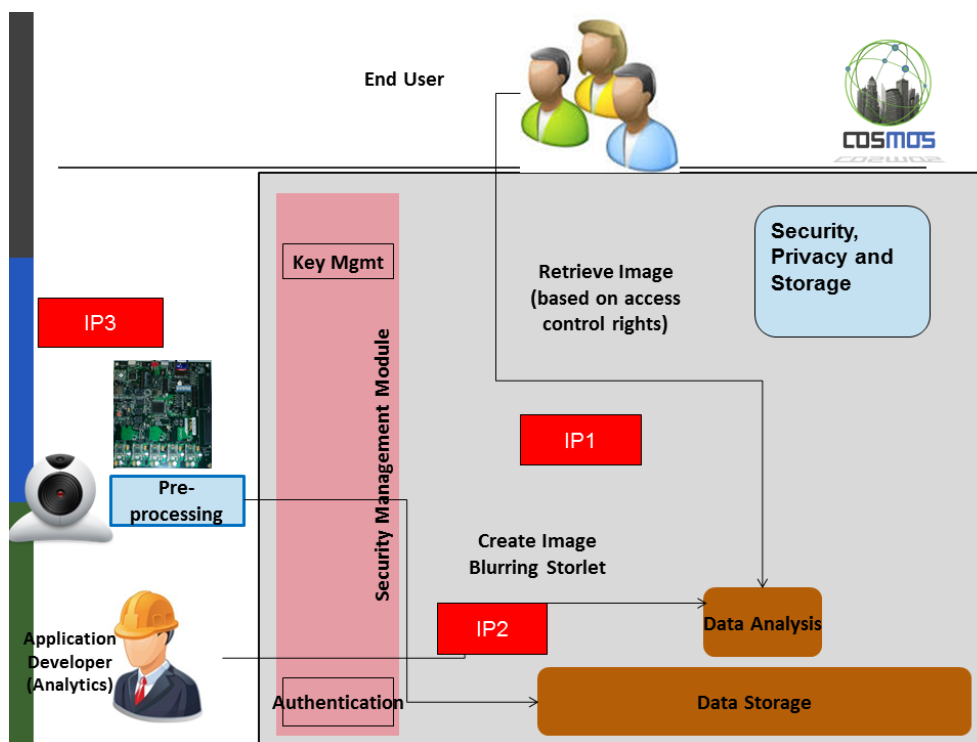 End User
COSMOS
Security,
Privacy and
Storage
Key Mgmt
Retrieve Image
(based on access
control rights)
IP3
Security Management Module
IP1
Pre-
processing
Create Image
Blurring Storlet
IP2
Data Analysis
Application
Developer
(Analytics)
Authentication
Data Storage